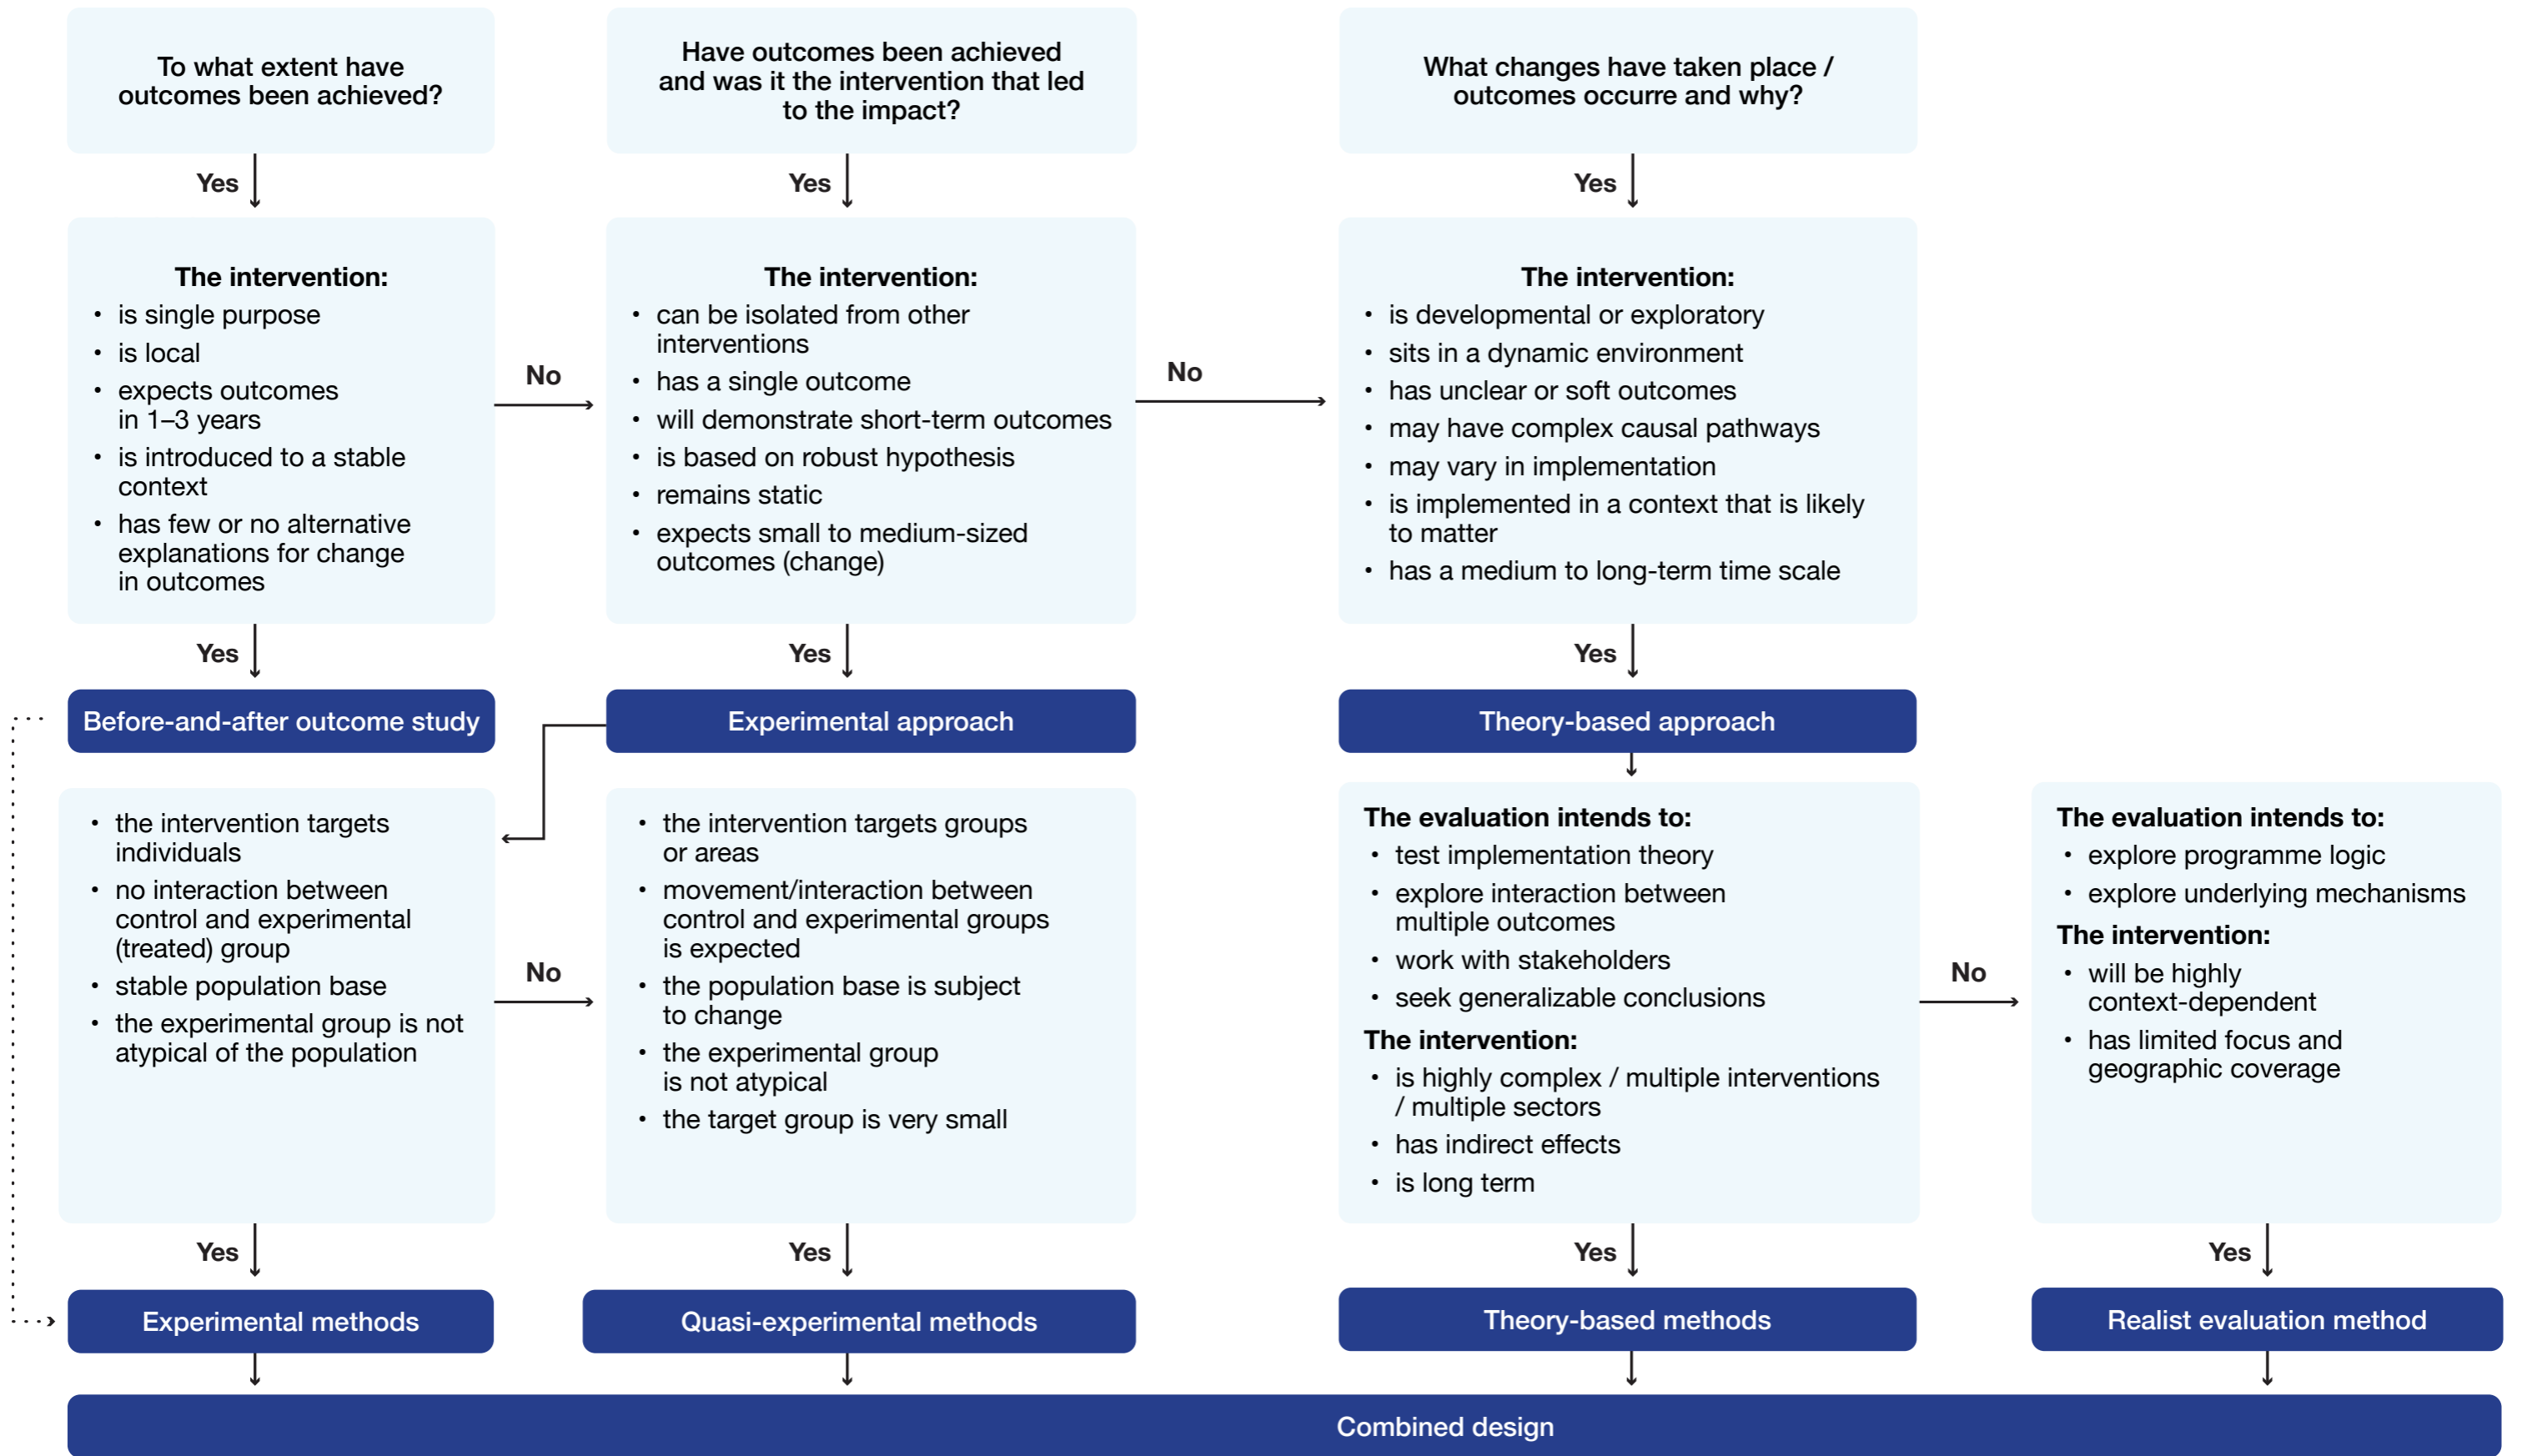 To what extent have
outcomes been achieved?
Have outcomes been achieved
and was it the intervention that led
to the impact?
What changes have taken place /
outcomes occurre and why?
Yes
Yes
Yes
The intervention:
• is single purpose
• is local
• expects outcomes
in 1–3 years
• is introduced to a stable
context
• has few or no alternative
explanations for change
in outcomes
No
The intervention:
• can be isolated from other
interventions
• has a single outcome
• will demonstrate short-term outcomes
• is based on robust hypothesis
• remains static
• expects small to medium-sized
outcomes (change)
No
The intervention:
• is developmental or exploratory
• sits in a dynamic environment
• has unclear or soft outcomes
• may have complex causal pathways
• may vary in implementation
• is implemented in a context that is likely
to matter
• has a medium to long-term time scale
Yes
Yes
Yes
Before-and-after outcome study
Experimental approach
Theory-based approach
• the intervention targets
individuals
• no interaction between
control and experimental
(treated) group
• stable population base
• the experimental group is not
atypical of the population
No
• the intervention targets groups
or areas
• movement/interaction between
control and experimental groups
is expected
• the population base is subject
to change
• the experimental group
is not atypical
• the target group is very small
The evaluation intends to:
• test implementation theory
• explore interaction between
multiple outcomes
• work with stakeholders
• seek generalizable conclusions
The intervention:
• is highly complex / multiple interventions
/ multiple sectors
• has indirect effects
• is long term
No
The evaluation intends to:
• explore programme logic
• explore underlying mechanisms
The intervention:
• will be highly
context-dependent
• has limited focus and
geographic coverage
Yes
Yes
Yes
Yes
Experimental methods
Quasi-experimental methods
Theory-based methods
Realist evaluation method
Combined design